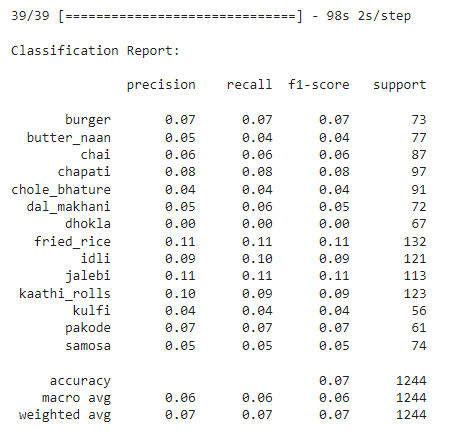 39/39 [==============================] - 98s 2s/step
Classification Report:
precision recall f1-score support
burger 0.07 0.07 0.07 73
butter_naan 0.05 0.04 0.04 77
chai 0.06 0.06 0.06 87
chapati 0.08 0.08 0.08 97
chole_bhature 0.04 0.04 0.04 91
dal_makhani 0.05 0.06 0.05 72
dhokla 0.00 0.00 0.00 67
fried_rice 0.11 0.11 0.11 132
idli 0.09 0.10 0.09 121
jalebi 0.11 0.11 0.11 113
kaathi_rolls 0.10 0.09 0.09 123
kulfi 0.04 0.04 0.04 56
pakode 0.07 0.07 0.07 61
samosa 0.05 0.05 0.05 74
accuracy 0.07 1244
macro avg 0.06 0.06 0.06 1244
weighted avg 0.07 0.07 0.07 1244